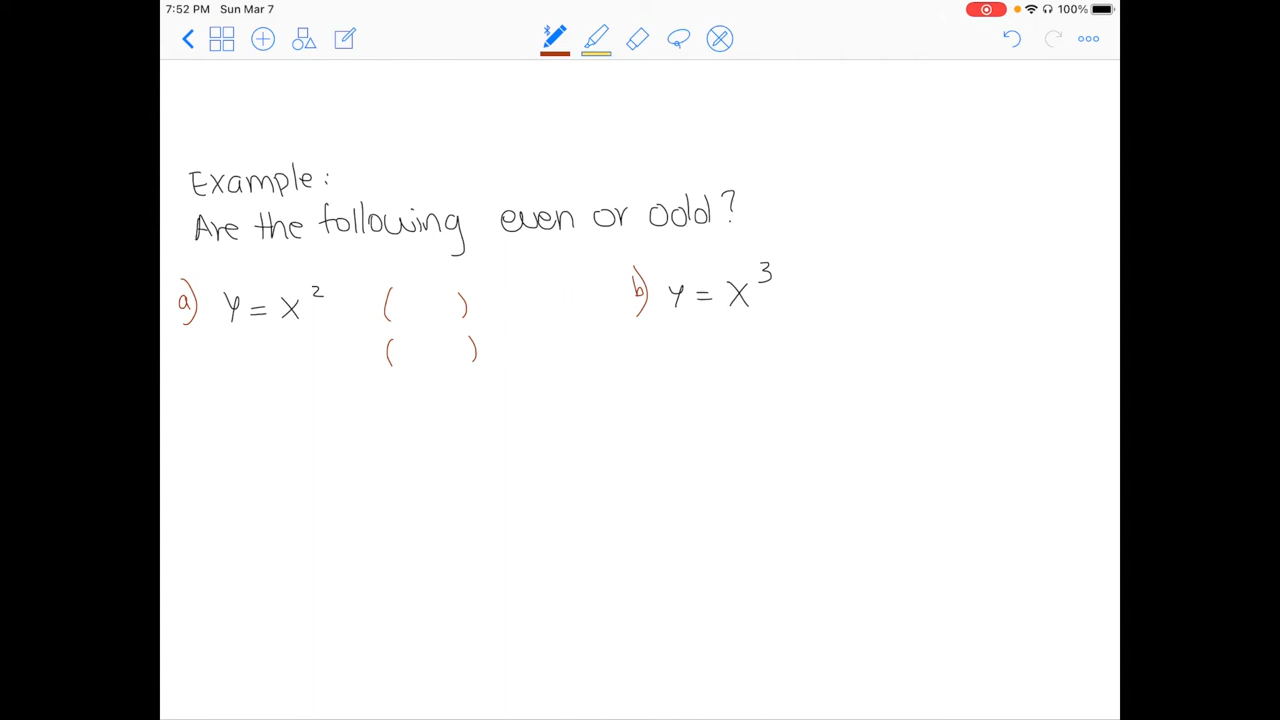 7:52 PM Sun Mar 7
100%
Example:
Are the following even or odd?
a) y = x² ( )
( )
b) y = x³